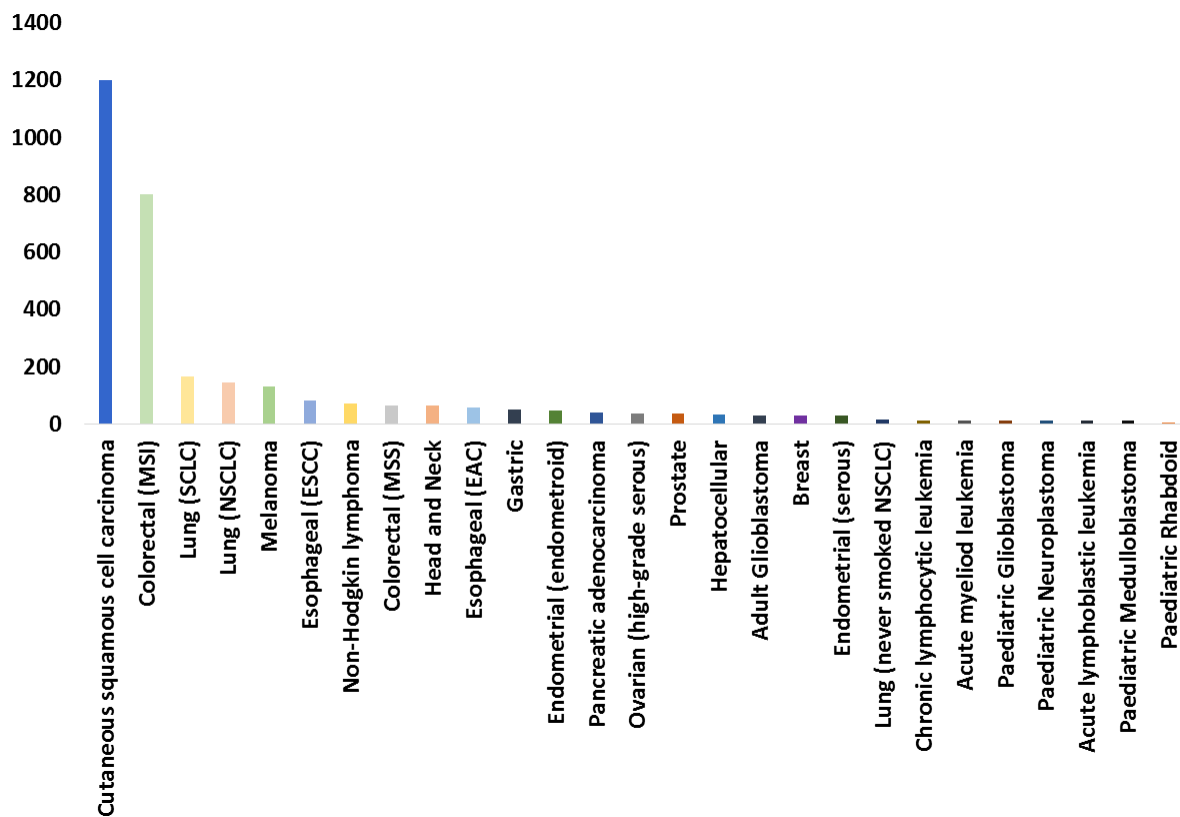 1400
1200
1000
800
600
400
200
0
Cutaneous squamous cell carcinoma
Colorectal (MSI)
Lung (SCLC)
Lung (NSCLC)
Melanoma
Esophageal (ESCC)
Non-Hodgkin lymphoma
Colorectal (MSS)
Head and Neck
Esophageal (EAC)
Gastric
Endometrial (endometroid)
Pancreatic adenocarcinoma
Ovarian (high-grade serous)
Prostate
Hepatocellular
Adult Glioblastoma
Breast
Endometrial (serous)
Lung (never smoked NSCLC)
Chronic lymphocytic leukemia
Acute myeliod leukemia
Paediatric Glioblastoma
Paediatric Neuroplastoma
Acute lymphoblastic leukemia
Paediatric Medulloblastoma
Paediatric Rhabdoid